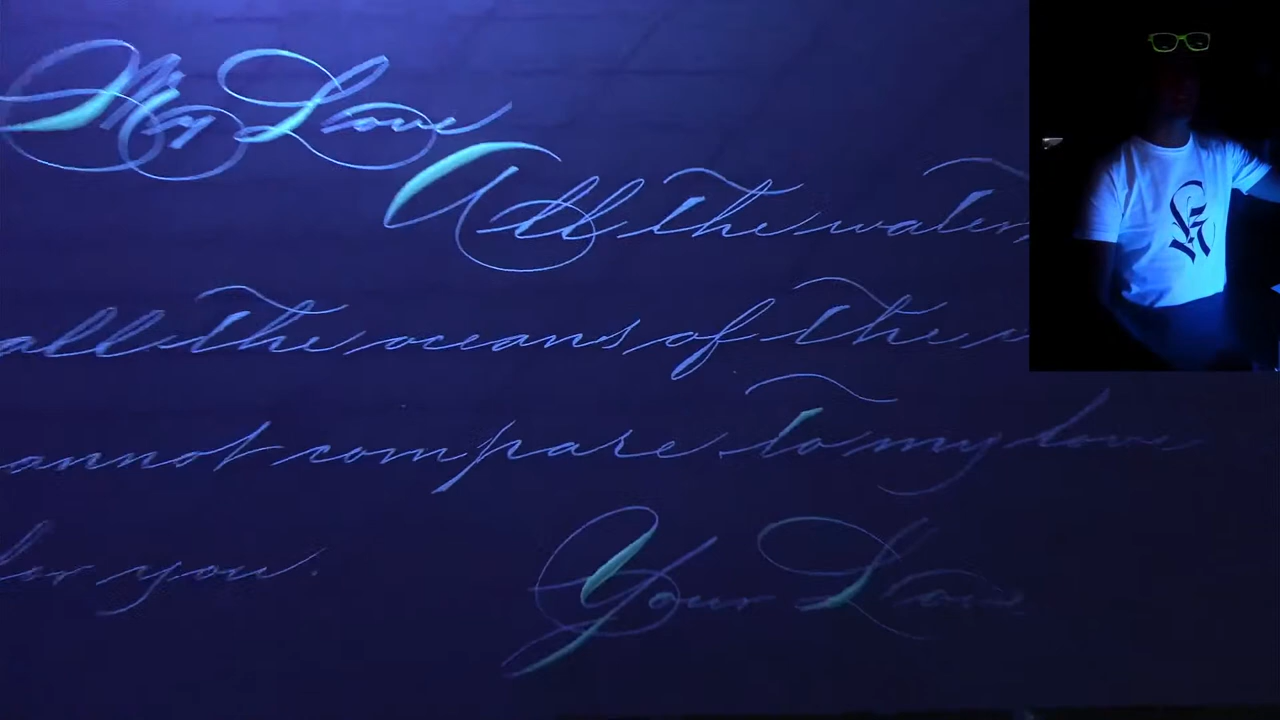 My Love
All the water
all the oceans of the
cannot compare to my love
for you.
Your Love